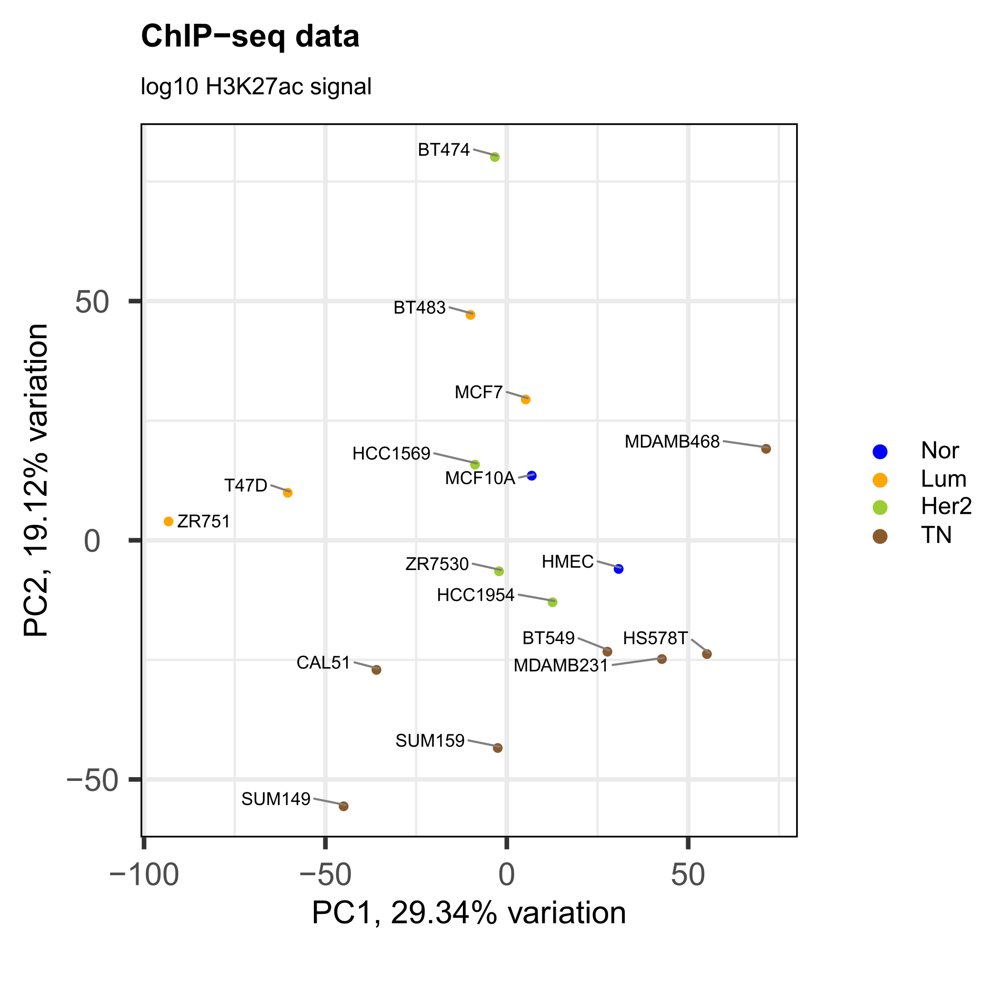 ChIP−seq data
log10 H3K27ac signal
BT474
50
BT483
MCF7
MDAMB468
HCC1569
MCF10A
T47D
ZR751
0
ZR7530
HMEC
HCC1954
BT549
HS578T
CAL51
MDAMB231
SUM159
−50
SUM149
−100
−50
0
50
PC1, 29.34% variation
PC2, 19.12% variation
Nor
Lum
Her2
TN